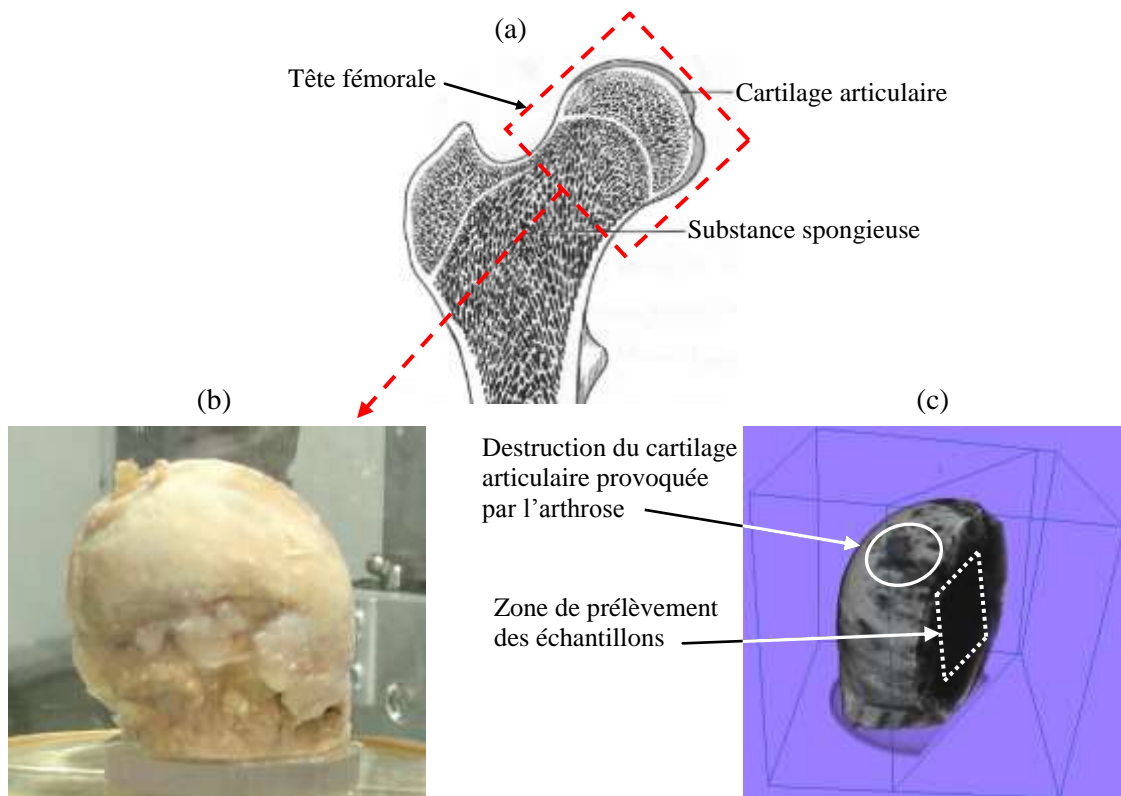 (a)
Tête fémorale
Cartilage articulaire
Substance spongieuse
(b)
(c)
Destruction du cartilage
articulaire provoquée
par l’arthrose
Zone de prélèvement
des échantillons